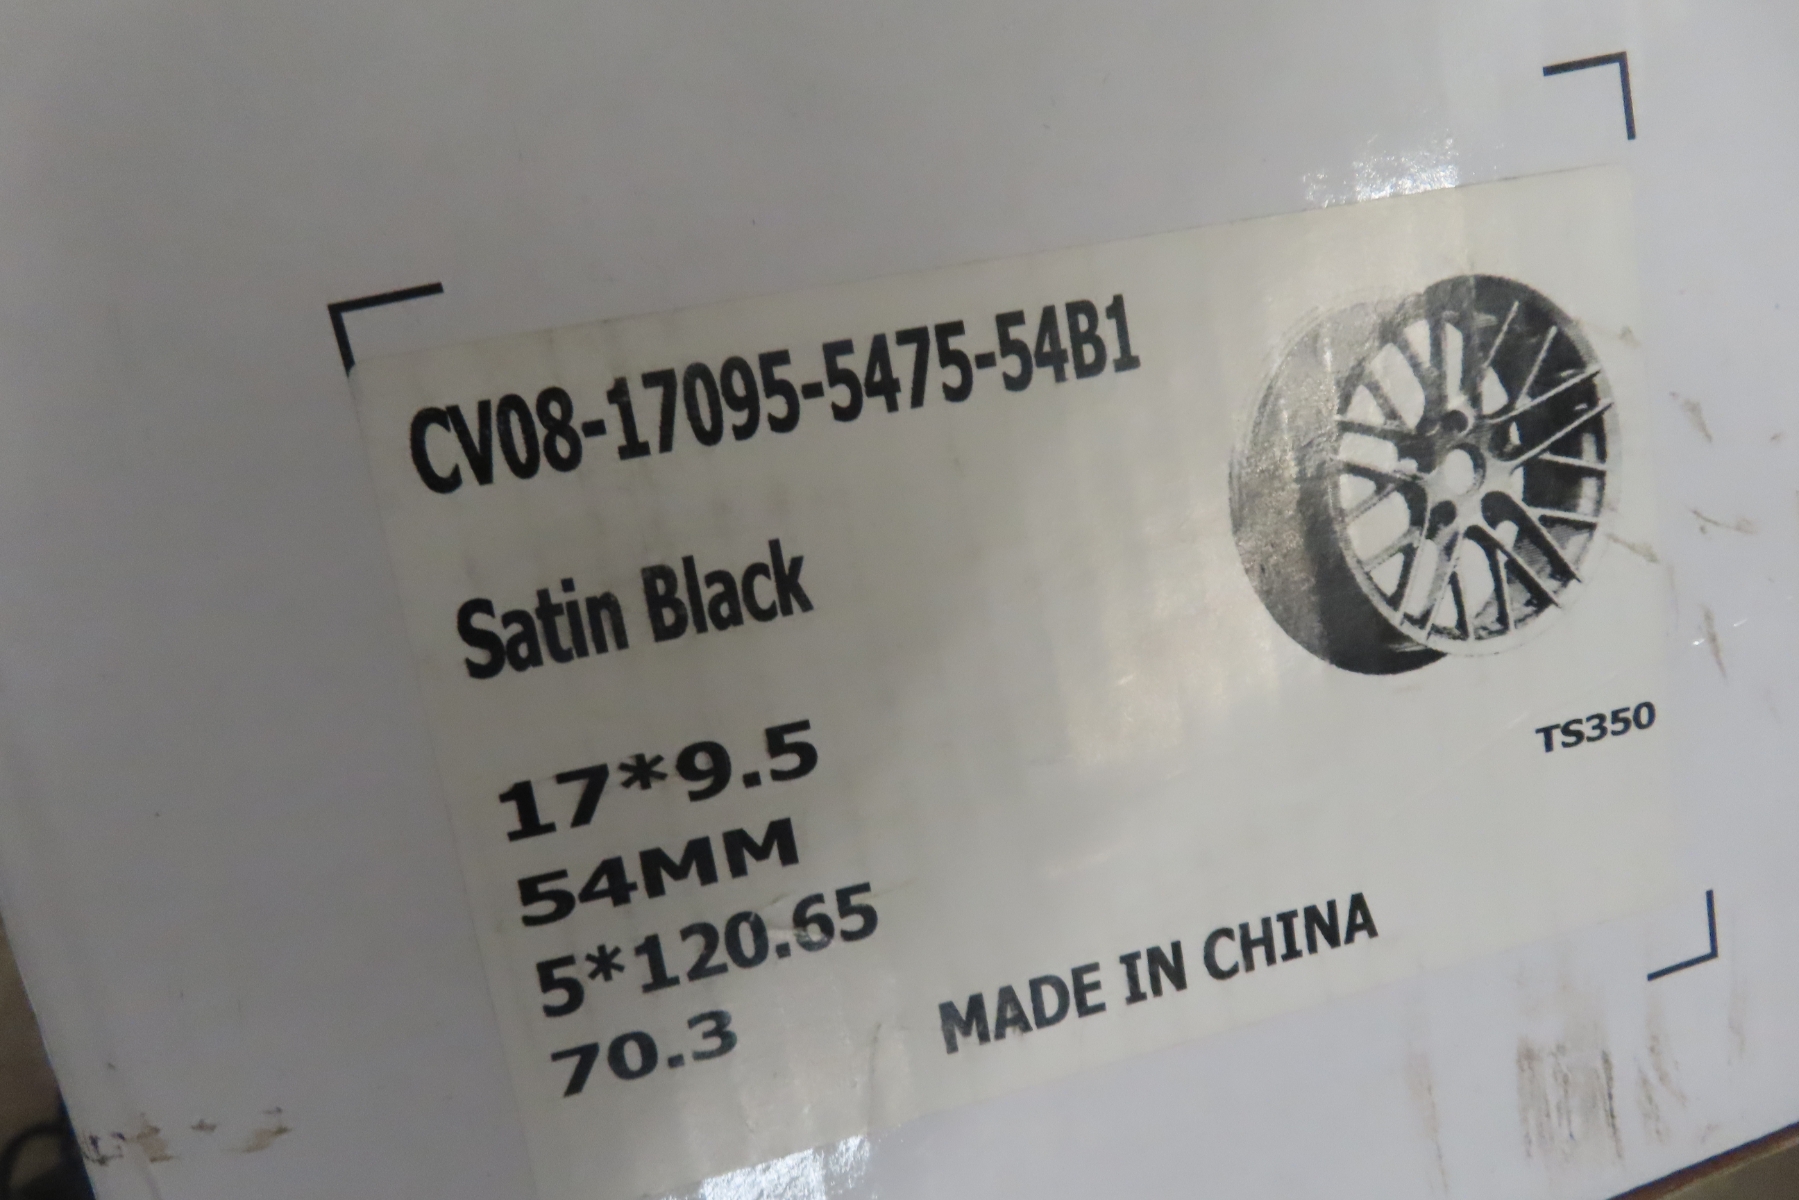 CV08-17095-5475-54B1
Satin Black
17*9.5
54MM
5*120.65
70.3
TS350
MADE IN CHINA